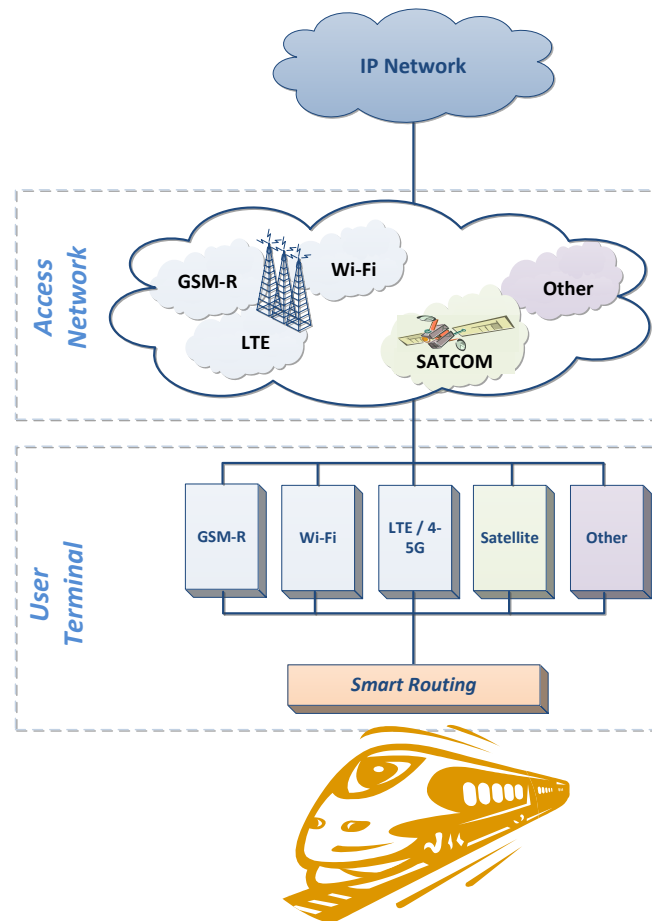 IP Network
Access
Network
GSM-R
Wi-Fi
LTE
Other
SATCOM
User
Terminal
GSM-R
Wi-Fi
LTE / 4-
5G
Satellite
Other
Smart Routing